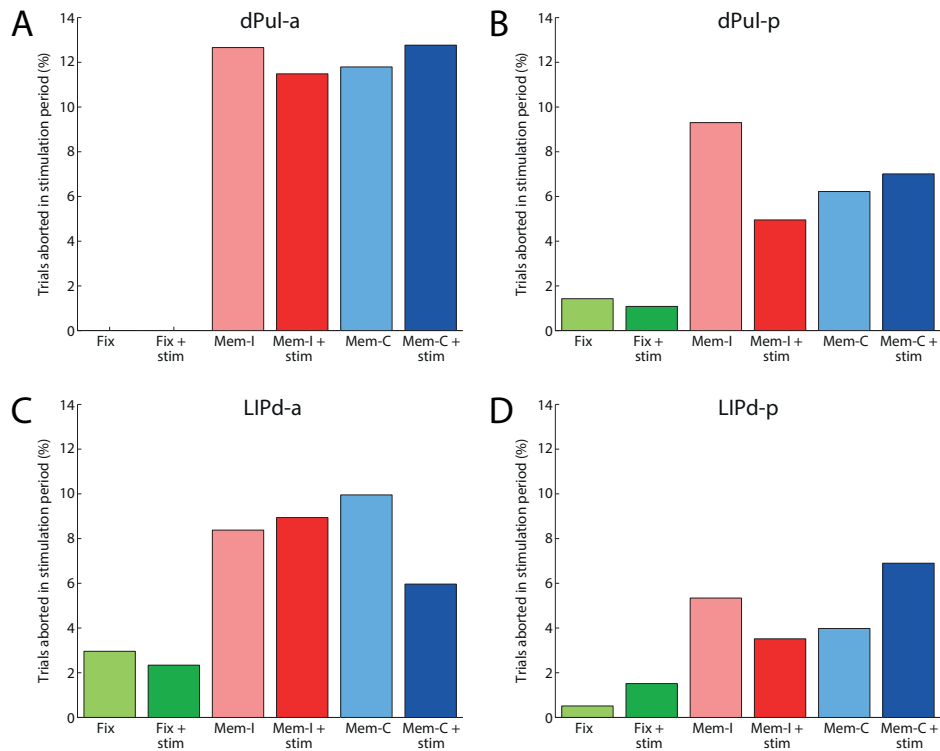 A
dPul-a
Trials aborted in stimulation period (%)
14
12
10
8
6
4
2
0
Fix
Fix +
stim
Mem-I
Mem-I +
stim
Mem-C
Mem-C +
stim
B
dPul-p
Trials aborted in stimulation period (%)
14
12
10
8
6
4
2
0
Fix
Fix +
stim
Mem-I
Mem-I +
stim
Mem-C
Mem-C +
stim
C
LIPd-a
Trials aborted in stimulation period (%)
14
12
10
8
6
4
2
0
Fix
Fix +
stim
Mem-I
Mem-I +
stim
Mem-C
Mem-C +
stim
D
LIPd-p
Trials aborted in stimulation period (%)
14
12
10
8
6
4
2
0
Fix
Fix +
stim
Mem-I
Mem-I +
stim
Mem-C
Mem-C +
stim